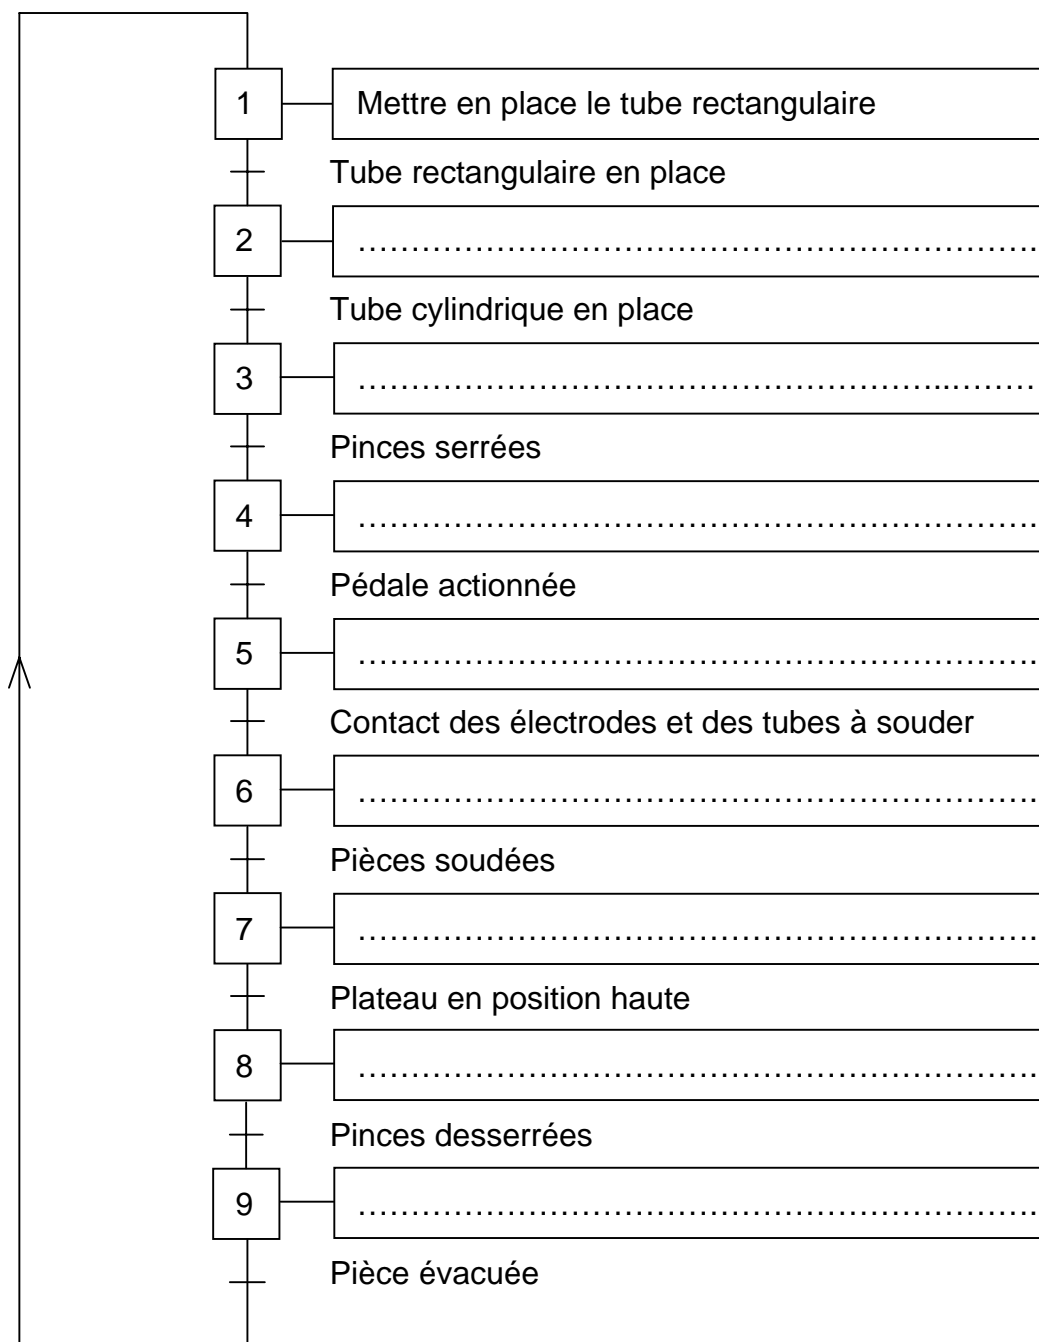 1 Mettre en place le tube rectangulaire
Tube rectangulaire en place
2 ……………………………………………………………………..
Tube cylindrique en place
3 …………………………………………………………...………
Pinces serrées
4 ……………………………………………………………………..
Pédale actionnée
5 ……………………………………………………………………..
Contact des électrodes et des tubes à souder
6 ……………………………………………………………………..
Pièces soudées
7 ……………………………………………………………………..
Plateau en position haute
8 ……………………………………………………………………..
Pinces desserrées
9 ……………………………………………………………………..
Pièce évacuée